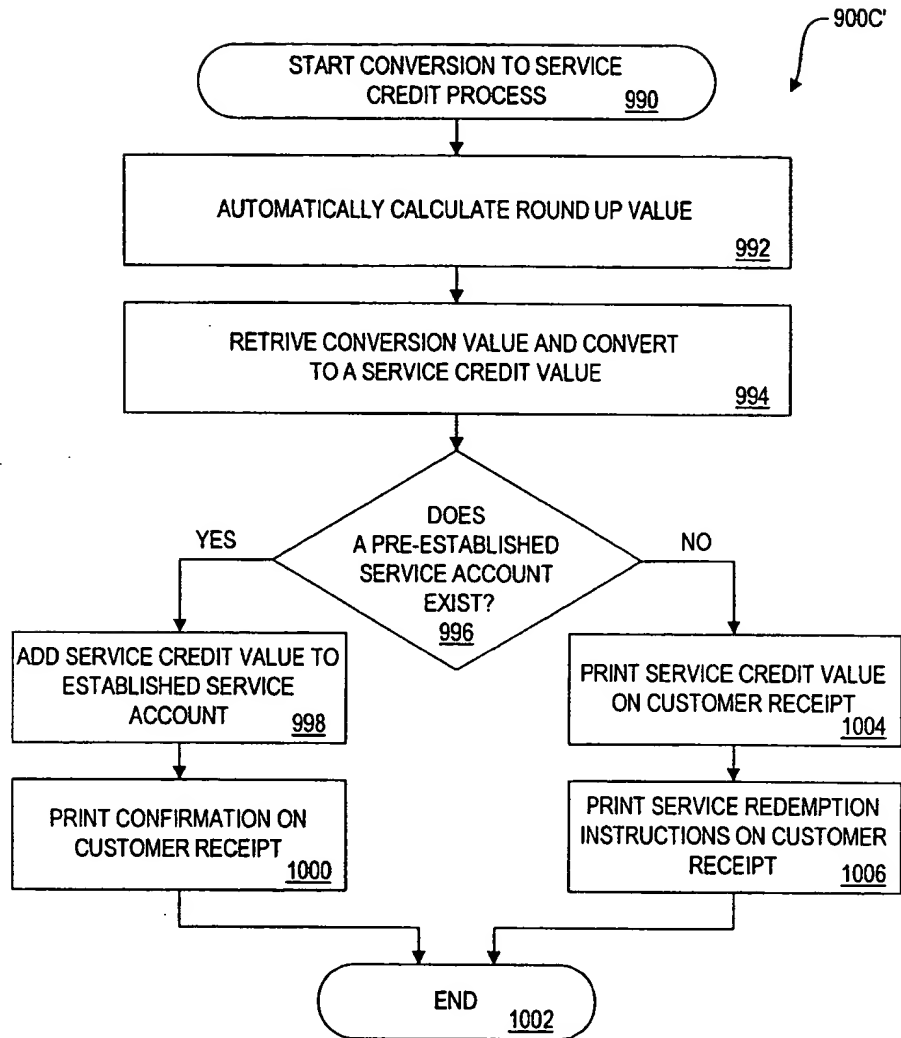 900C'
START CONVERSION TO SERVICE
CREDIT PROCESS
990
AUTOMATICALLY CALCULATE ROUND UP VALUE
992
RETRIVE CONVERSION VALUE AND CONVERT
TO A SERVICE CREDIT VALUE
994
DOES
A PRE-ESTABLISHED
SERVICE ACCOUNT
EXIST?
996
YES
NO
ADD SERVICE CREDIT VALUE TO
ESTABLISHED SERVICE
ACCOUNT
998
PRINT CONFIRMATION ON
CUSTOMER RECEIPT
1000
PRINT SERVICE CREDIT VALUE
ON CUSTOMER RECEIPT
1004
PRINT SERVICE REDEMPTION
INSTRUCTIONS ON CUSTOMER
RECEIPT
1006
END
1002